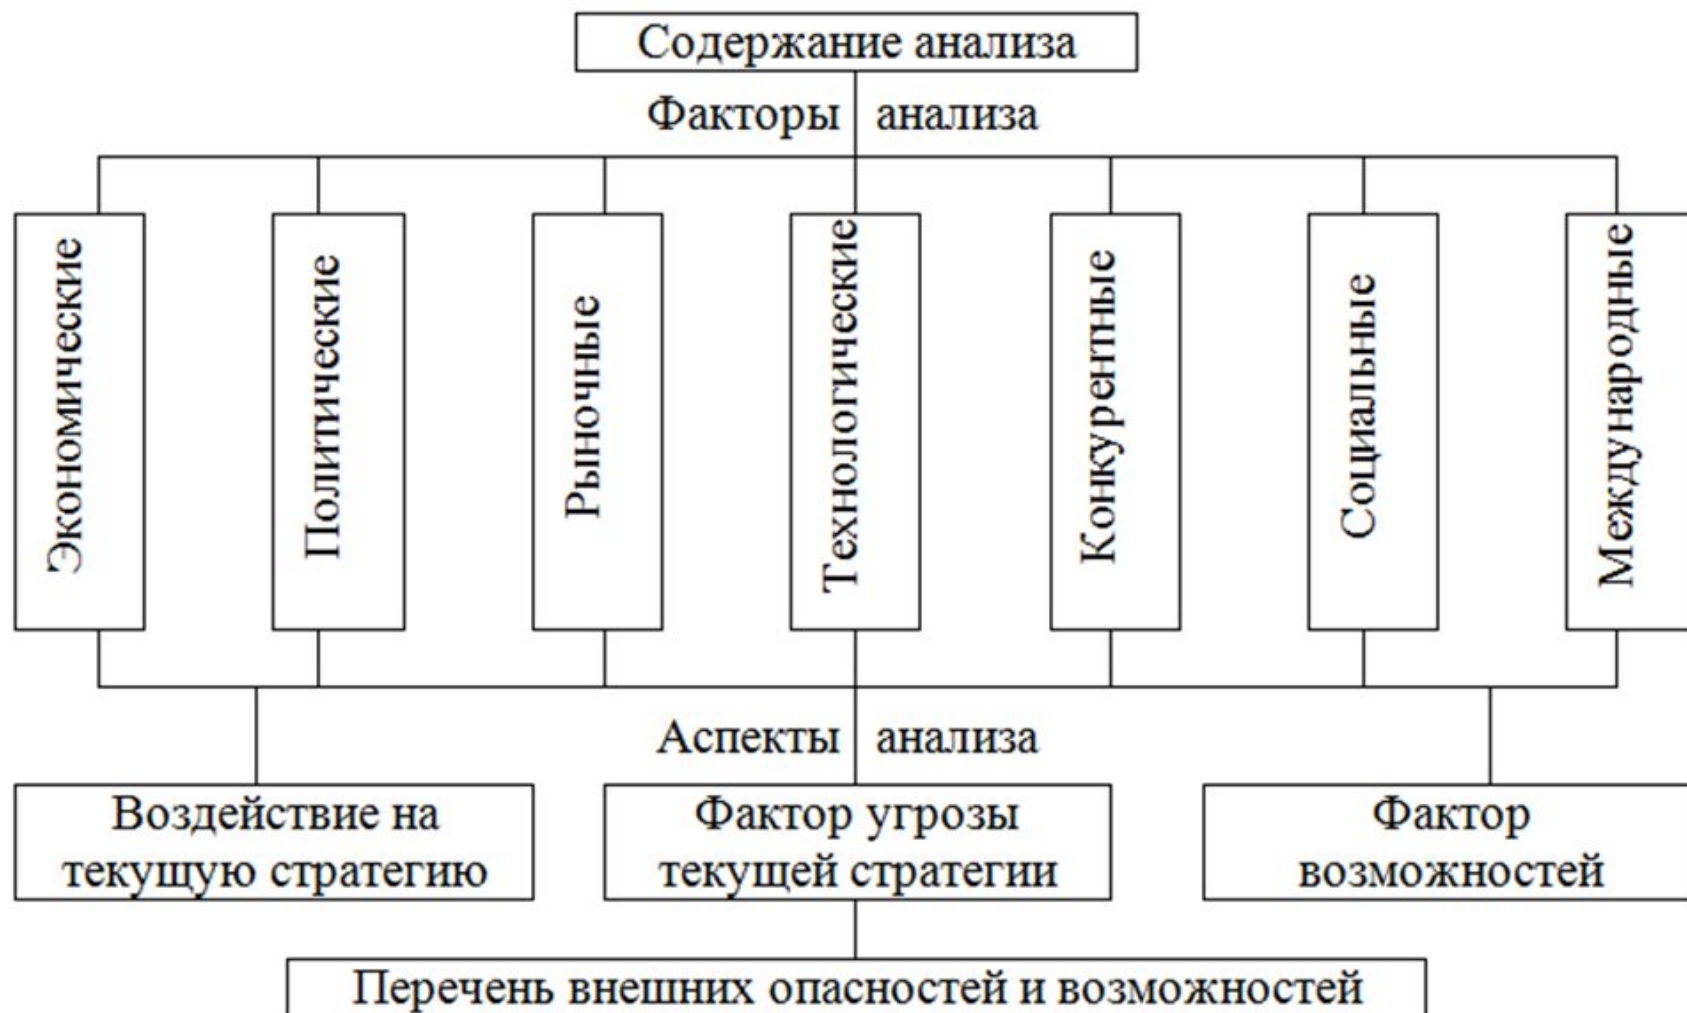 Содержание анализа
Факторы анализа
Экономические
Политические
Рыночные
Технологические
Конкурентные
Социальные
Международные
Аспекты анализа
Воздействие на
текущую стратегию
Фактор угрозы
текущей стратегии
Фактор
возможностей
Перечень внешних опасностей и возможностей